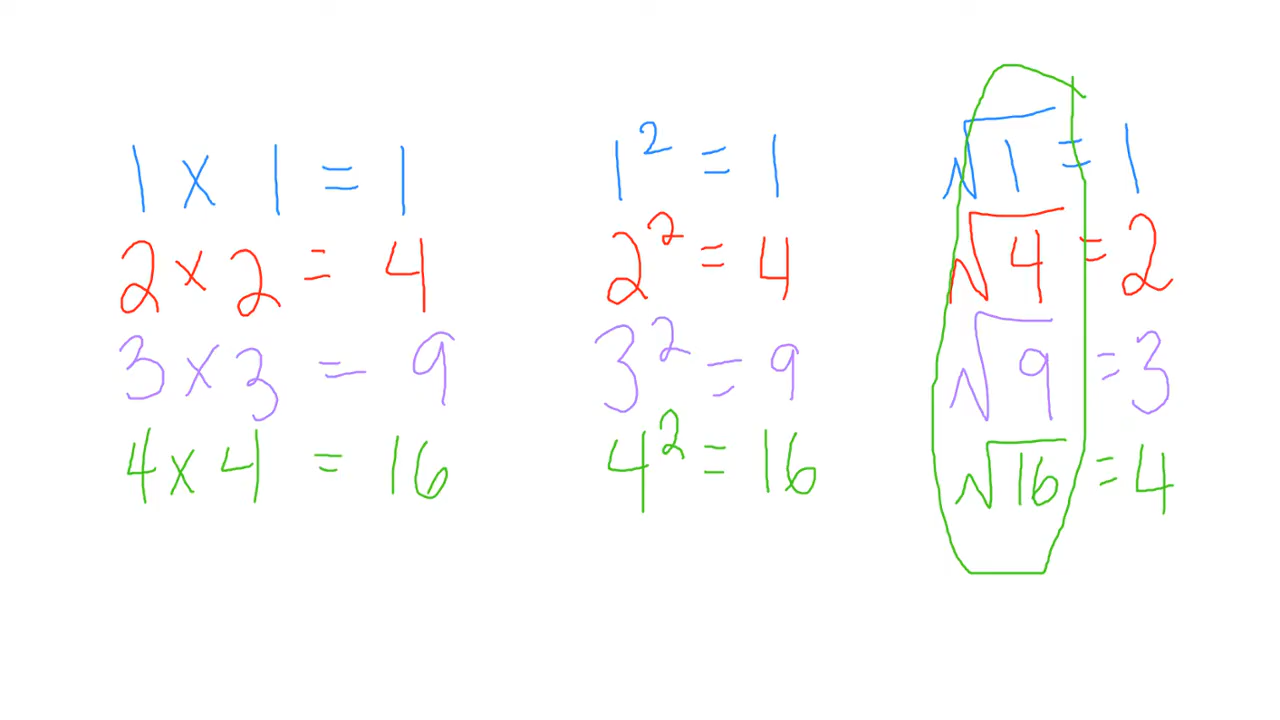 1 x 1 = 1
2 x 2 = 4
3 x 3 = 9
4 x 4 = 16
1² = 1
2² = 4
3² = 9
4² = 16
√1 = 1
√4 = 2
√9 = 3
√16 = 4